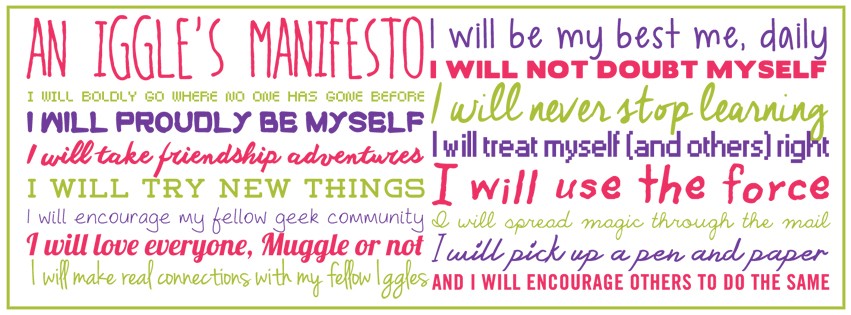 AN IGGLE'S MANIFESTO
I WILL BOLDLY GO WHERE NO ONE HAS GONE BEFORE
I WILL PROUDLY BE MYSELF
I will take friendship adventures
I WILL TRY NEW THINGS
I will encourage my fellow geek community
I will love everyone, Muggle or not
I will make real connections with my fellow Iggles
I will be my best me, daily
I WILL NOT DOUBT MYSELF
I will never stop learning
I will treat myself (and others) right
I will use the force
I will spread magic through the mail
I will pick up a pen and paper
AND I WILL ENCOURAGE OTHERS TO DO THE SAME